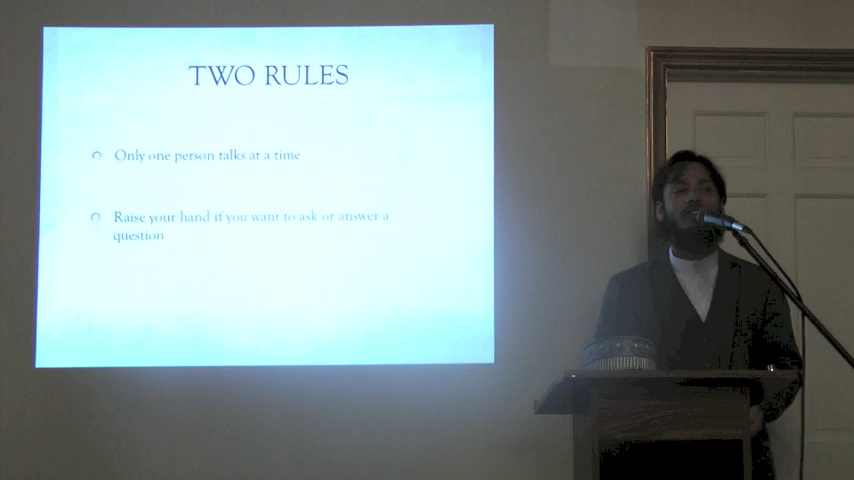 TWO RULES
Only one person talks at a time
Raise your hand if you want to ask or answer a
question